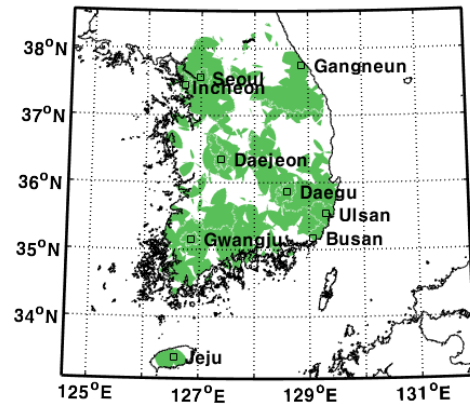 38°N
Gangneun
Seoul
Incheon
37°N
Daejeon
36°N
Daegu
Ulsan
Gwangju
Busan
35°N
34°N
Jeju
125°E
127°E
129°E
131°E